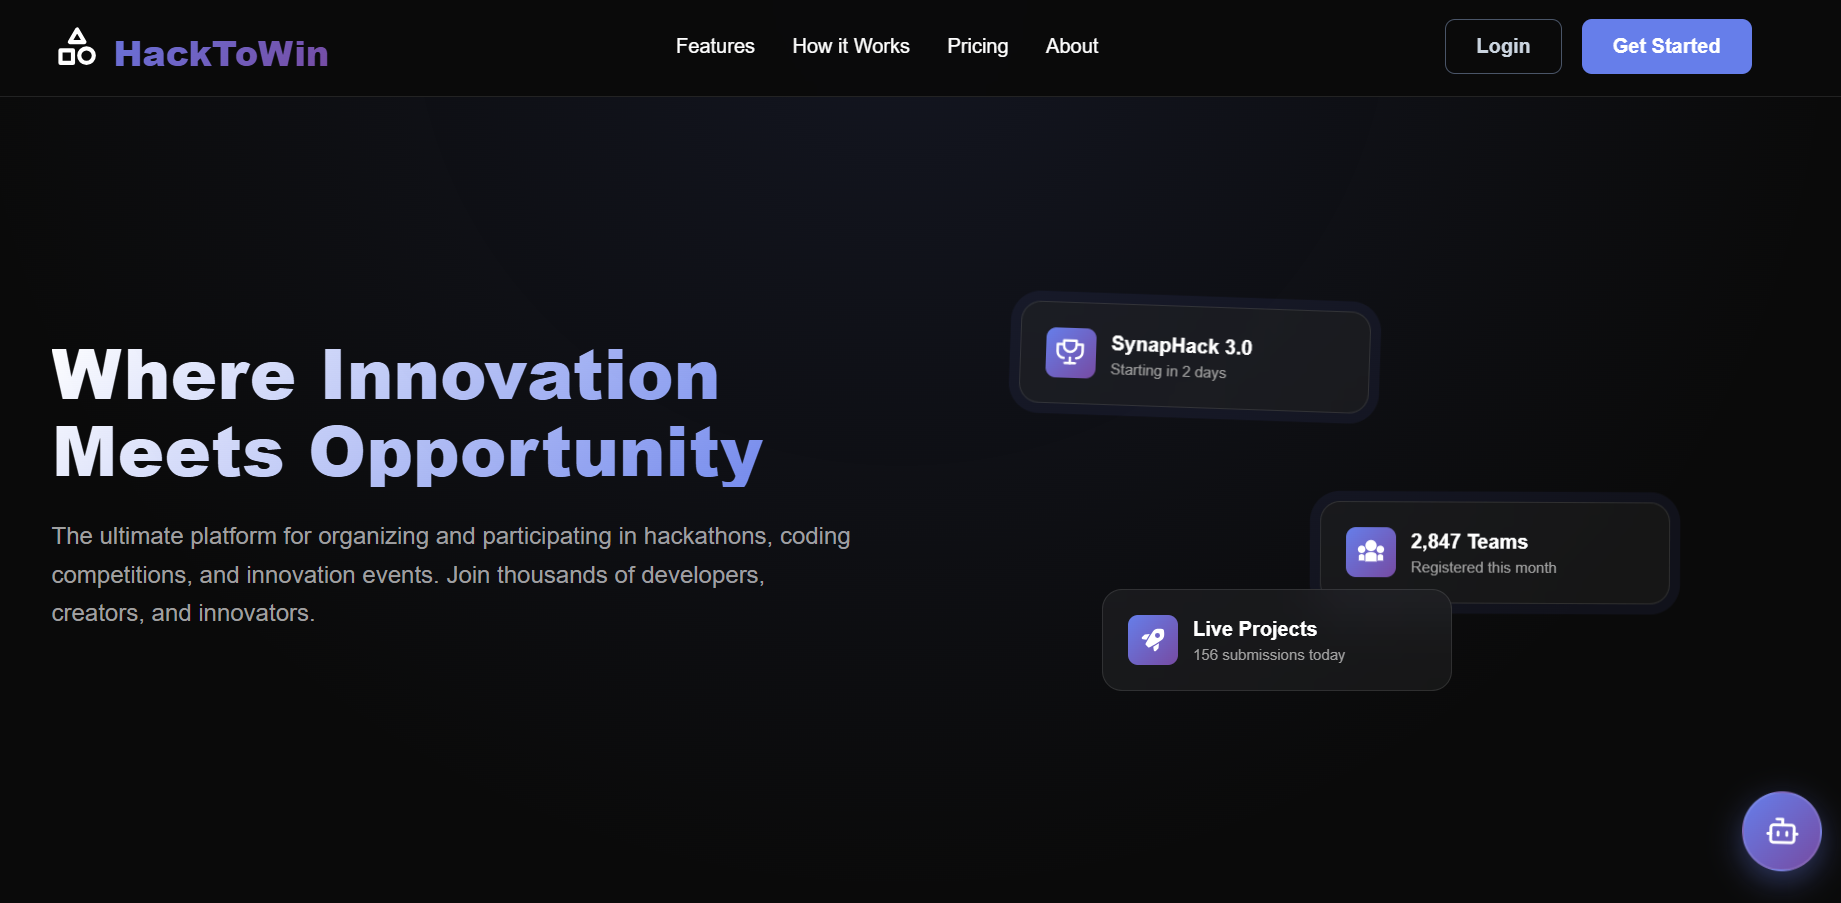 HackToWin
Features
How it Works
Pricing
About
Login
Get Started
Where Innovation
Meets Opportunity
The ultimate platform for organizing and participating in hackathons, coding
competitions, and innovation events. Join thousands of developers,
creators, and innovators.
SynapHack 3.0
Starting in 2 days
2,847 Teams
Registered this month
Live Projects
156 submissions today